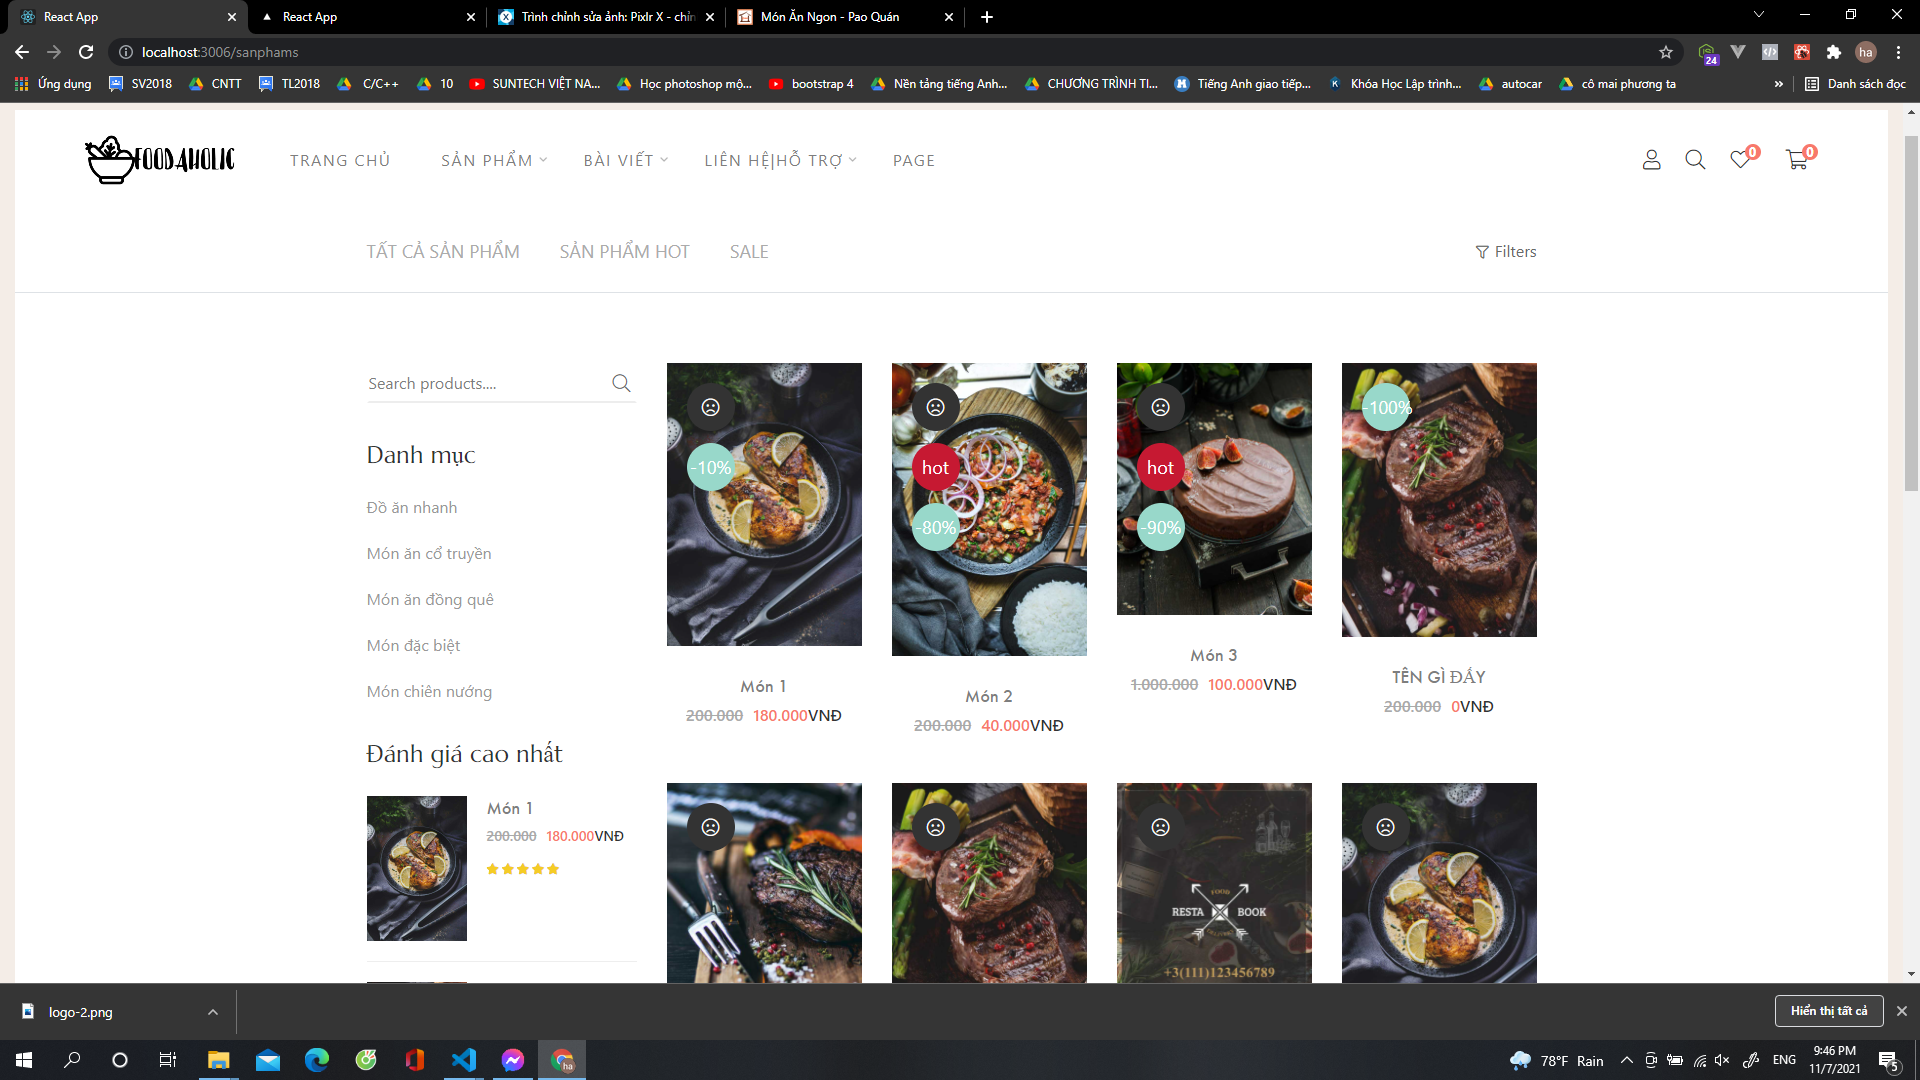 React App
React App
Trình chỉnh sửa ảnh: Pixlr X - chỉn
Món Ăn Ngon - Pao Quán
localhost:3006/sanphams
24
ha
Ứng dụng
SV2018
CNTT
TL2018
C/C++
10
SUNTECH VIỆT NA...
Học photoshop mộ...
bootstrap 4
Nền tảng tiếng Anh...
CHƯƠNG TRÌNH TI...
Tiếng Anh giao tiếp...
Khóa Học Lập trình...
autocar
cô mai phương ta
»
Danh sách đọc
FOODAHOLIC
TRANG CHỦ
SẢN PHẨM
BÀI VIẾT
LIÊN HỆ|HỖ TRỢ
PAGE
0
0
TẤT CẢ SẢN PHẨM
SẢN PHẨM HOT
SALE
Filters
Search products....
Danh mục
Đồ ăn nhanh
Món ăn cổ truyền
Món ăn đồng quê
Món đặc biệt
Món chiên nướng
Đánh giá cao nhất
Món 1
200.000 180.000VNĐ
-10%
Món 1
200.000 180.000VNĐ
hot
-80%
Món 2
200.000 40.000VNĐ
hot
-90%
Món 3
1.000.000 100.000VNĐ
-100%
TÊN GÌ ĐẤY
200.000 0VNĐ
FOOD
RESTA BOOK
+3(111)123456789
logo-2.png
Hiển thị tất cả
ha
78°F Rain
ENG
9:46 PM
11/7/2021
5